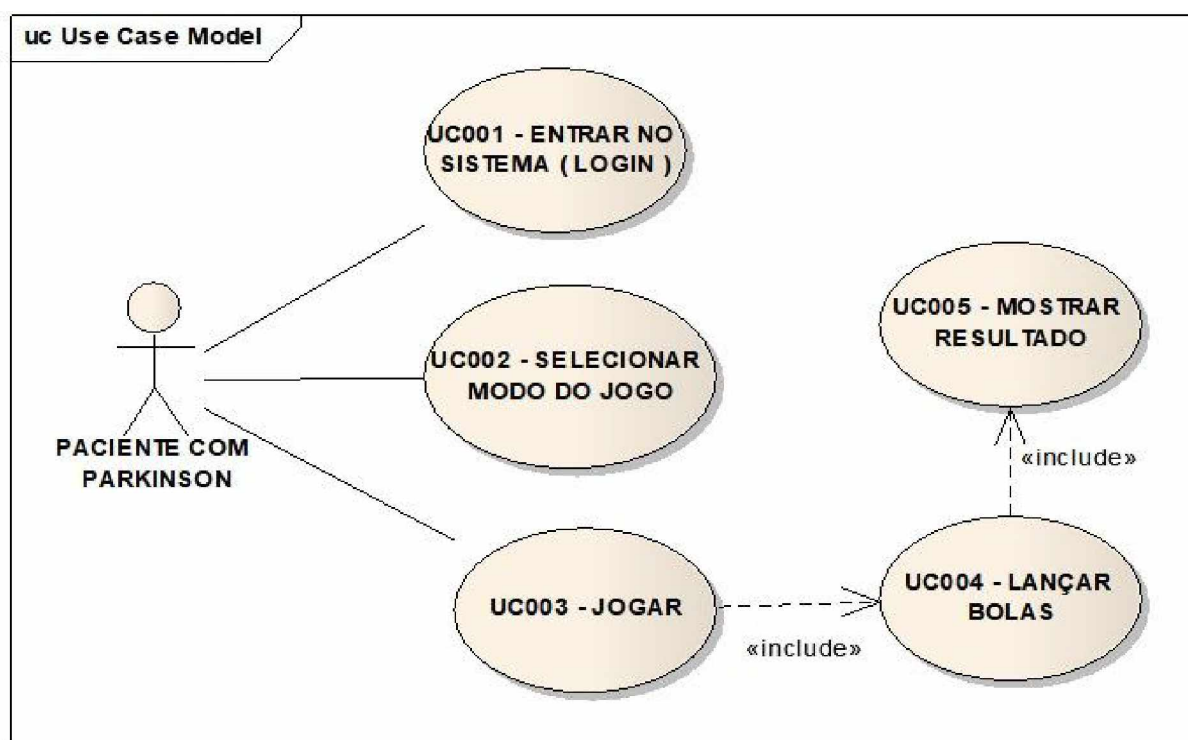 uc Use Case Model
UC001 - ENTRAR NO
SISTEMA ( LOGIN )
UC002 - SELECIONAR
MODO DO JOGO
PACIENTE COM
PARKINSON
UC003 - JOGAR
«include»
UC004 - LANÇAR
BOLAS
«include»
UC005 - MOSTRAR
RESULTADO